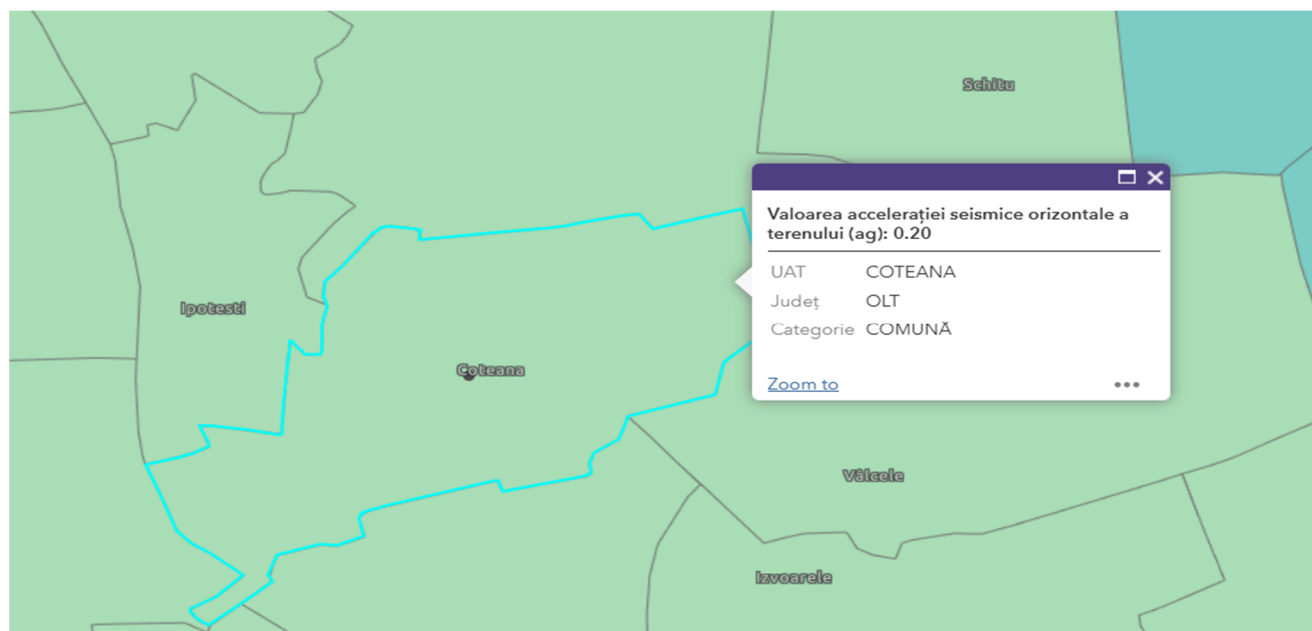 Schitu
Valoarea accelerației seismice orizontale a
terenului (ag): 0.20
UAT COTEANA
Județ OLT
Categorie COMUNĂ
Zoom to
Ipotesti
Coteana
Vâlcele
Izvoarele